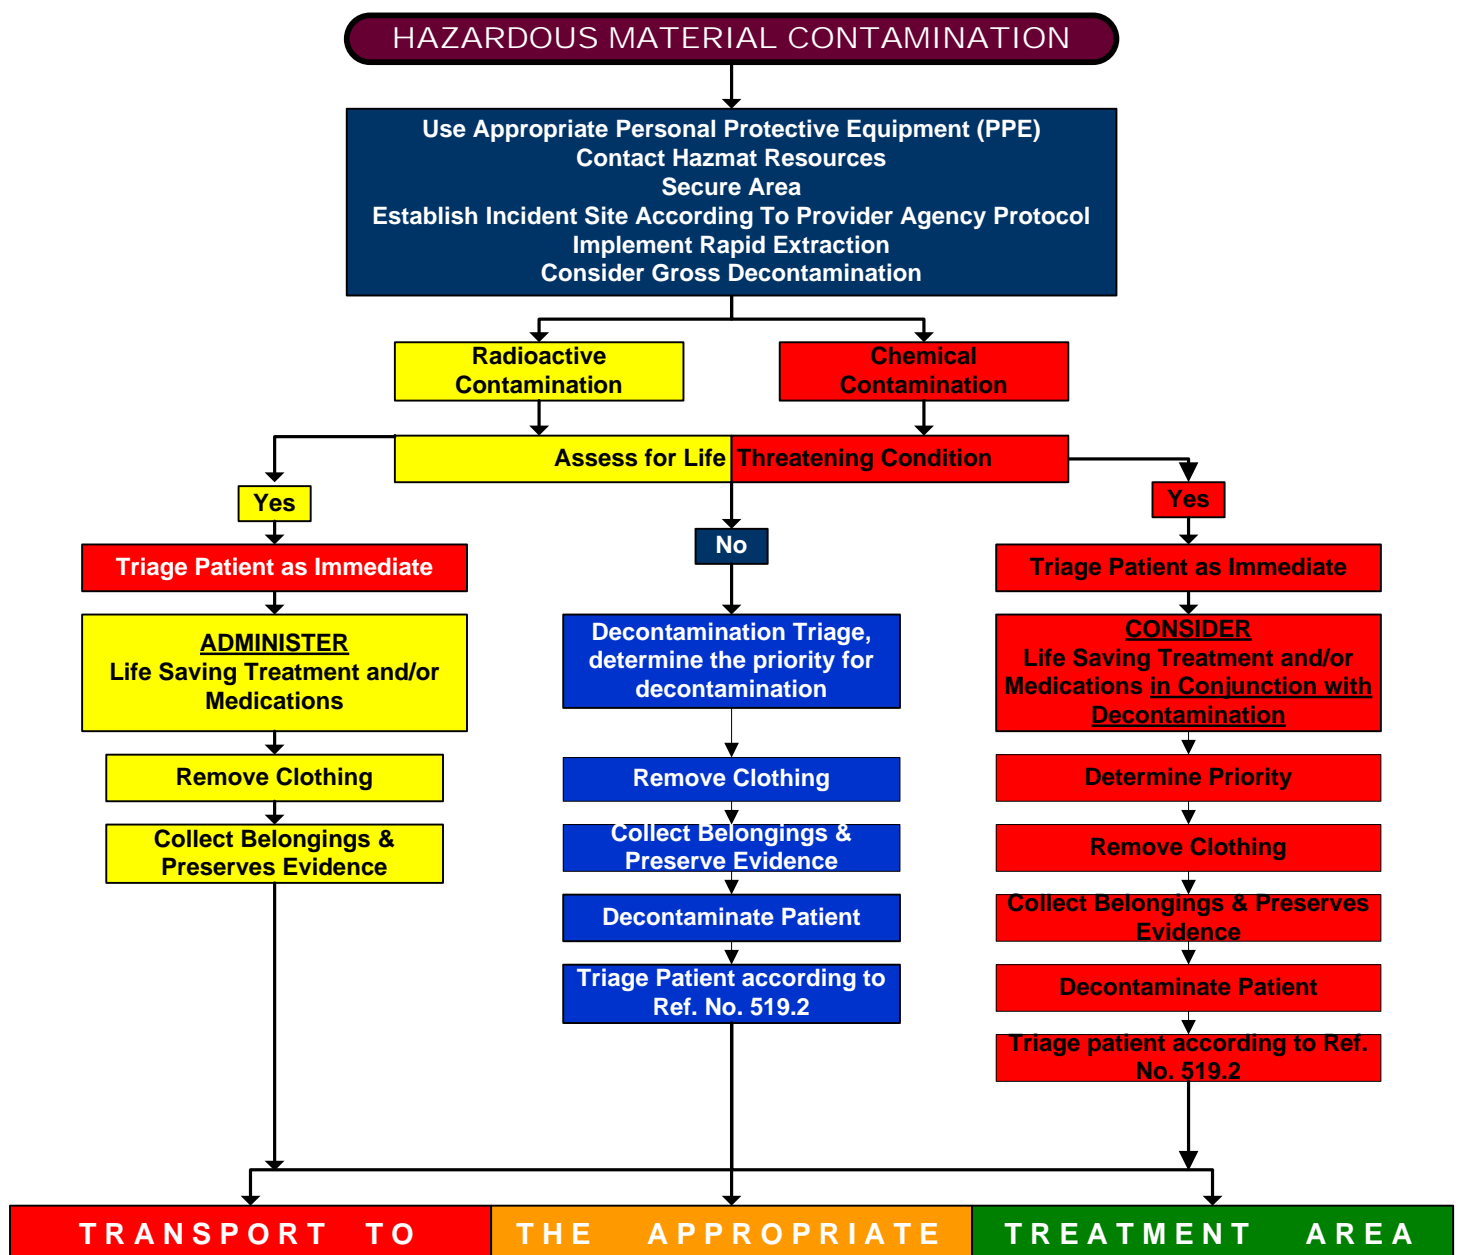 HAZARDOUS MATERIAL CONTAMINATION
Use Appropriate Personal Protective Equipment (PPE)
Contact Hazmat Resources
Secure Area
Establish Incident Site According To Provider Agency Protocol
Implement Rapid Extraction
Consider Gross Decontamination
Radioactive
Contamination
Chemical
Contamination
Assess for Life Threatening Condition
Yes
No
Yes
Triage Patient as Immediate
ADMINISTER
Life Saving Treatment and/or
Medications
Remove Clothing
Collect Belongings &
Preserves Evidence
Decontamination Triage,
determine the priority for
decontamination
Remove Clothing
Collect Belongings &
Preserve Evidence
Decontaminate Patient
Triage Patient according to
Ref. No. 519.2
Triage Patient as Immediate
CONSIDER
Life Saving Treatment and/or
Medications in Conjunction with
Decontamination
Determine Priority
Remove Clothing
Collect Belongings & Preserves
Evidence
Decontaminate Patient
Triage patient according to Ref.
No. 519.2
TRANSPORT TO THE APPROPRIATE TREATMENT AREA